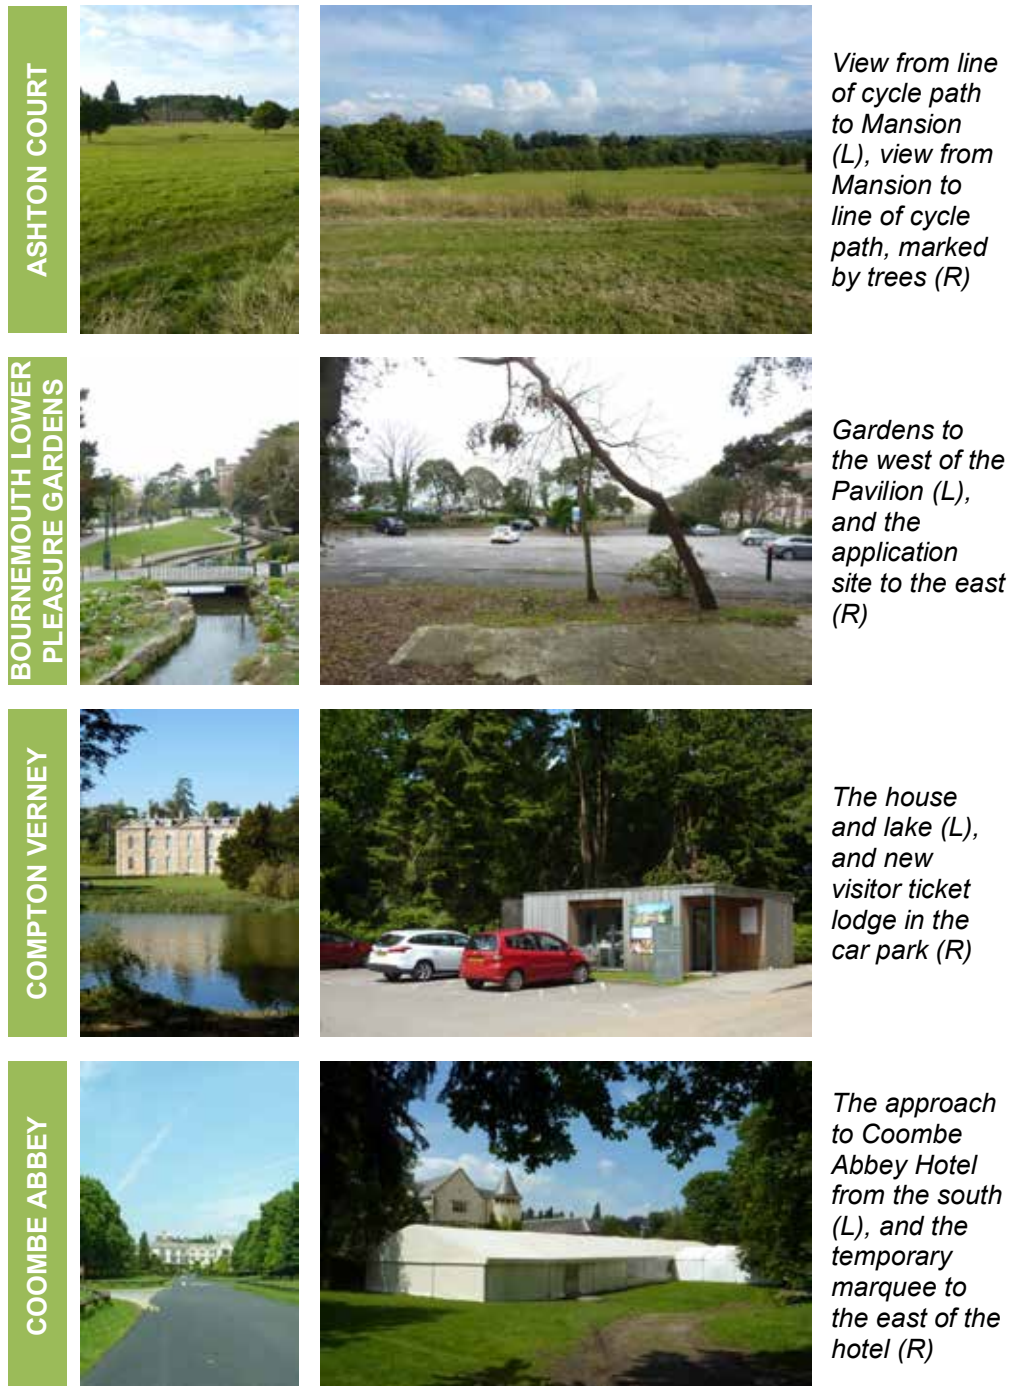 ASHTON COURT
View from line
of cycle path
to Mansion
(L), view from
Mansion to
line of cycle
path, marked
by trees (R)
BOURNEMOUTH LOWER
PLEASURE GARDENS
Gardens to
the west of the
Pavilion (L),
and the
application
site to the east
(R)
COMPTON VERNEY
The house
and lake (L),
and new
visitor ticket
lodge in the
car park (R)
COOMBE ABBEY
The approach
to Coombe
Abbey Hotel
from the south
(L), and the
temporary
marquee to
the east of the
hotel (R)